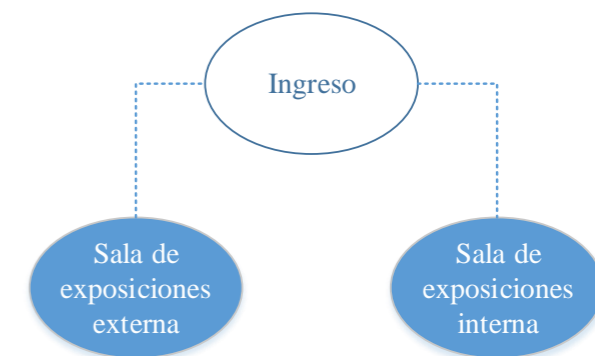 Ingreso
Sala de
exposiciones
externa
Sala de
exposiciones
interna